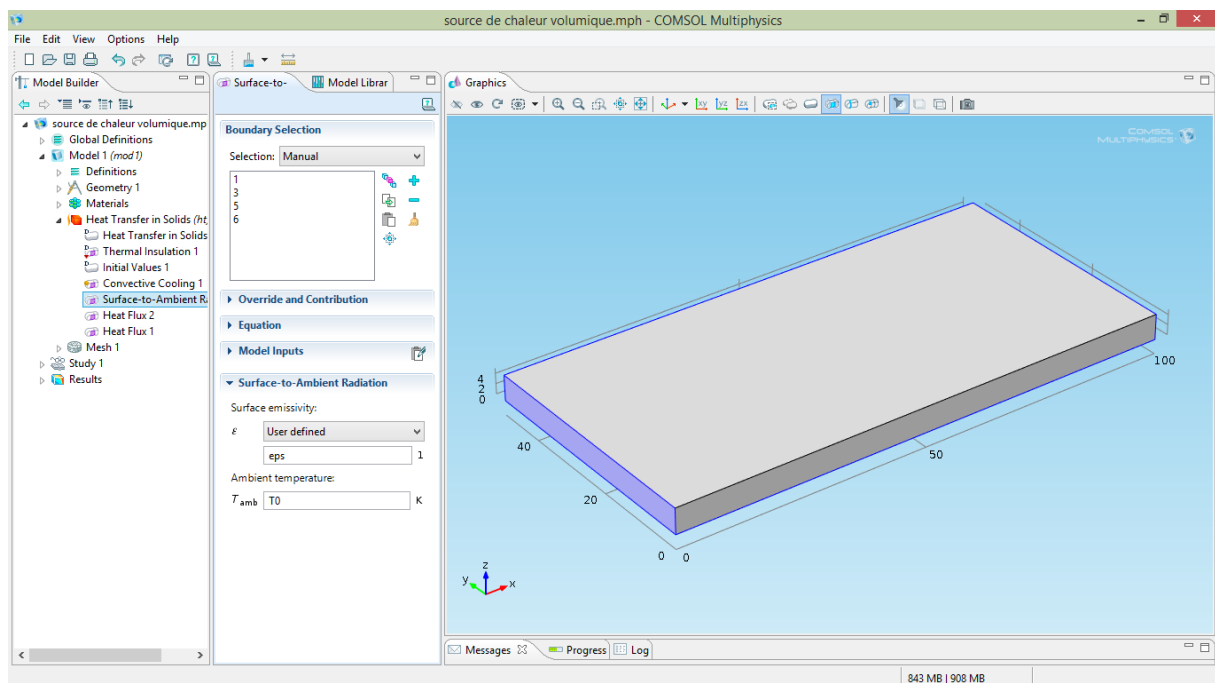 source de chaleur volumique.mph - COMSOL Multiphysics
File Edit View Options Help
Model Builder
source de chaleur volumique.mp
Global Definitions
Model 1 (mod1)
Definitions
Geometry 1
Materials
Heat Transfer in Solids (ht
Heat Transfer in Solids
Thermal Insulation 1
Initial Values 1
Convective Cooling 1
Surface-to-Ambient Ra
Heat Flux 2
Heat Flux 1
Mesh 1
Study 1
Results
Surface-to- Model Librar
Boundary Selection
Selection: Manual
1
3
5
6
Override and Contribution
Equation
Model Inputs
Surface-to-Ambient Radiation
Surface emissivity:
ε User defined
eps 1
Ambient temperature:
Tamb T0 K
Graphics
xy yz zx
COMSOL
MULTIPHYSICS
4
2
0
40
20
0
0
50
100
z
y x
Messages Progress Log
843 MB | 908 MB